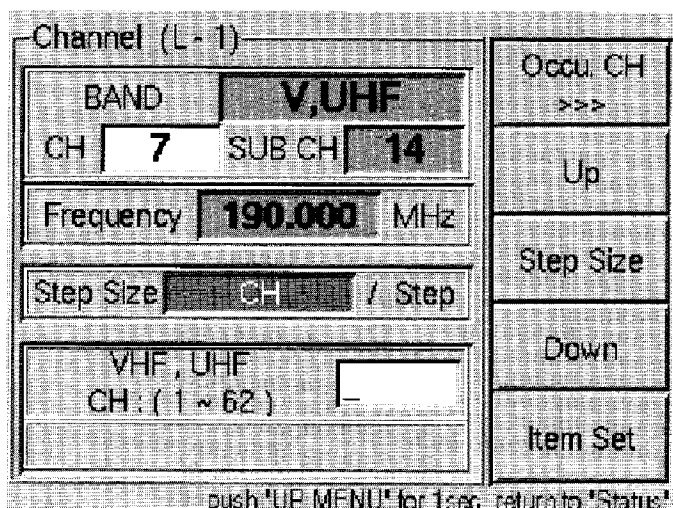 Channel (L - 1)
BAND V,UHF
CH 7 SUB CH 14
Frequency 190.000 MHz
Step Size CH / Step
VHF , UHF
CH : ( 1 ~ 62 ) _
Occu. CH
>>>
Up
Step Size
Down
Item Set
push "UP MENU" for 1sec, return to "Status"